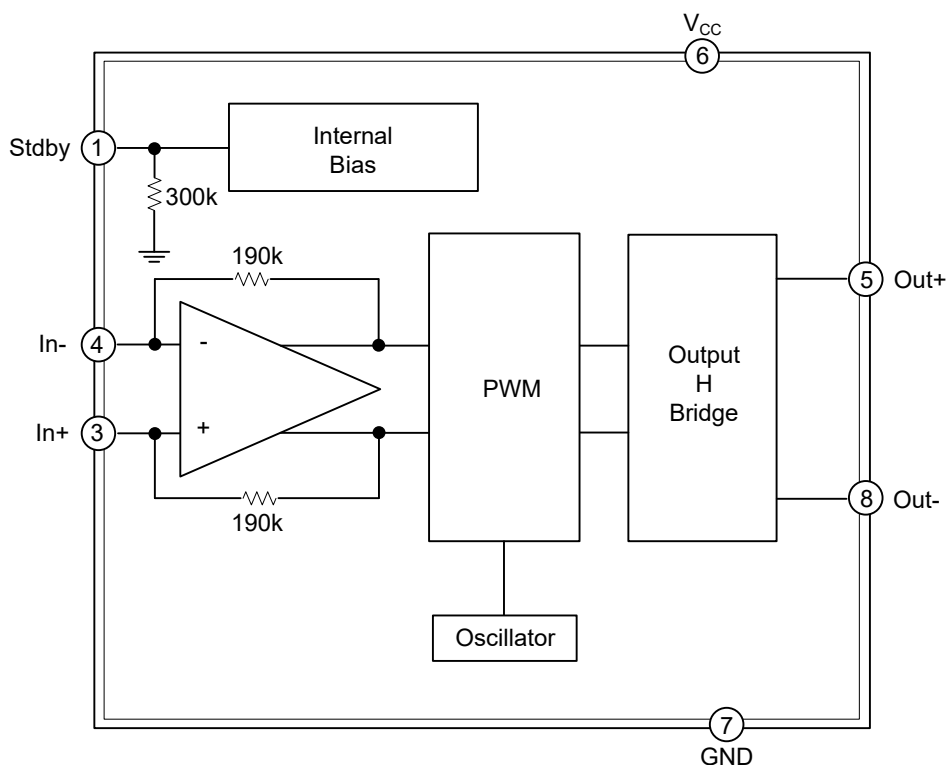 V_CC
6
Stdby
1
Internal
Bias
300k
190k
5
Out+
In-
4
-
Output
H
Bridge
PWM
In+
3
+
8
Out-
190k
Oscillator
7
GND